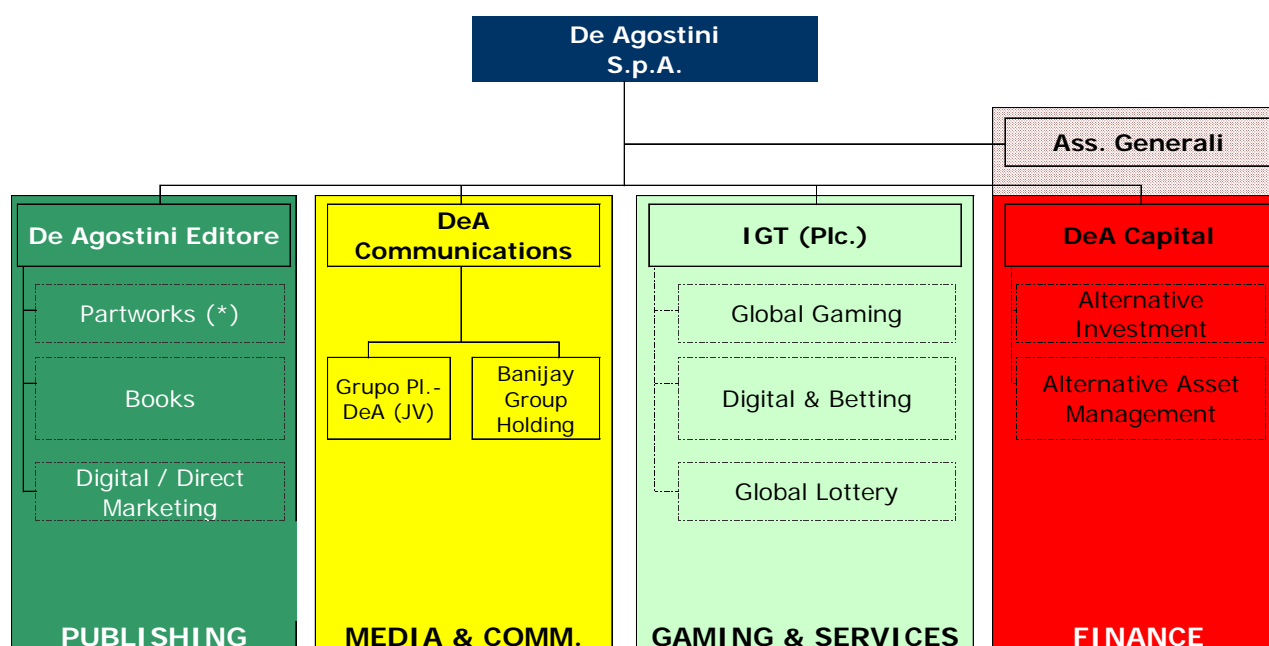 De Agostini
S.p.A.
Ass. Generali
De Agostini Editore
Partworks (*)
Books
Digital / Direct
Marketing
PUBLISHING
DeA
Communications
Grupo Pl.-
DeA (JV)
Banijay
Group
Holding
MEDIA & COMM.
IGT (Plc.)
Global Gaming
Digital & Betting
Global Lottery
GAMING & SERVICES
DeA Capital
Alternative
Investment
Alternative Asset
Management
FINANCE